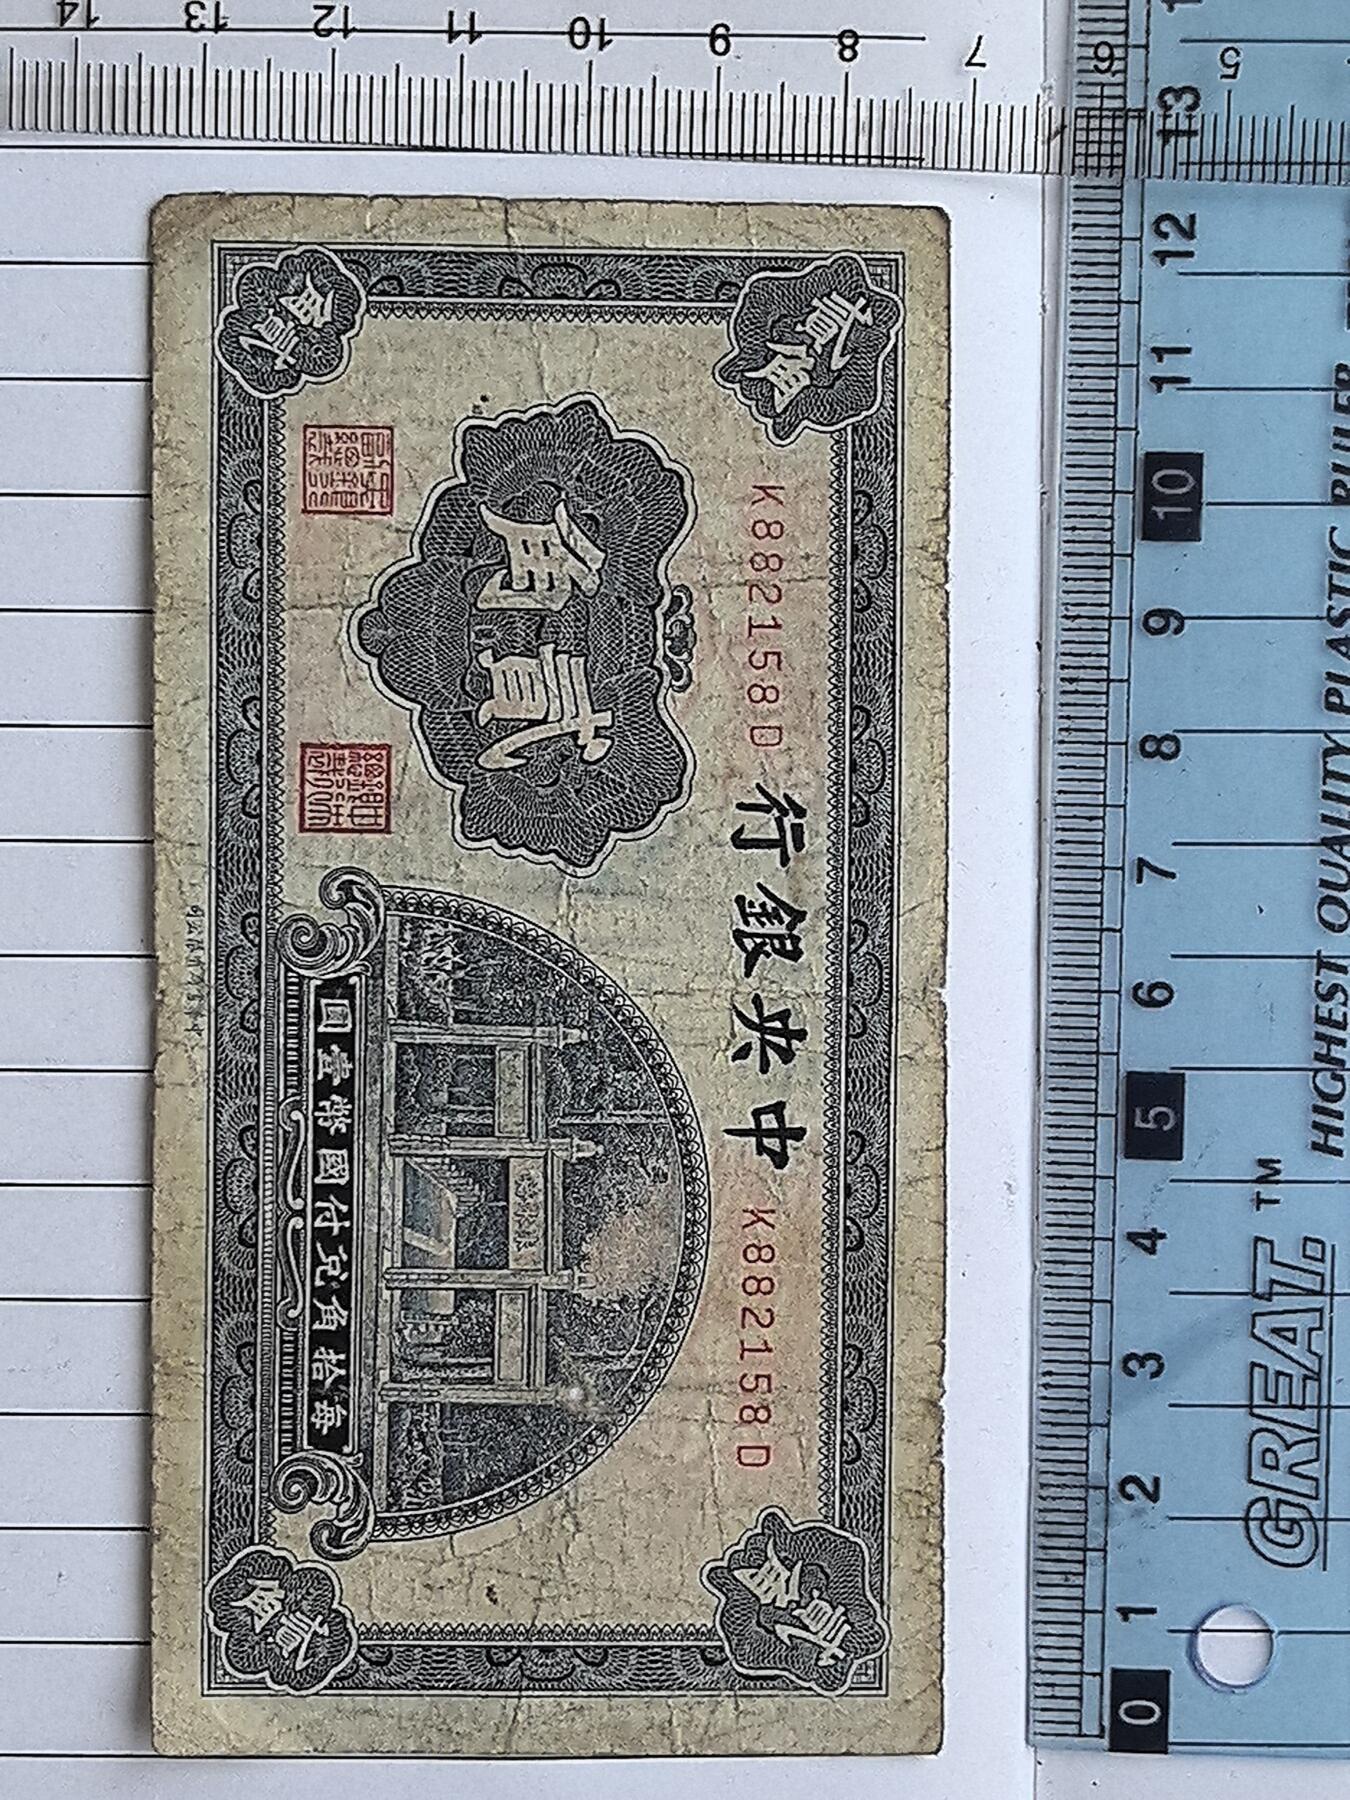 K882158D
中央銀行
K882158D
貳角
貳角
貳角
貳角
貳角
每拾角兌付國幣壹圓
14 13 12 11 10 9 8 7 6 5
0 1 2 3 4 5 6 7 8 9 10 11 12 13
GREAT.™
HIGHEST QUALITY PLASTIC RULER